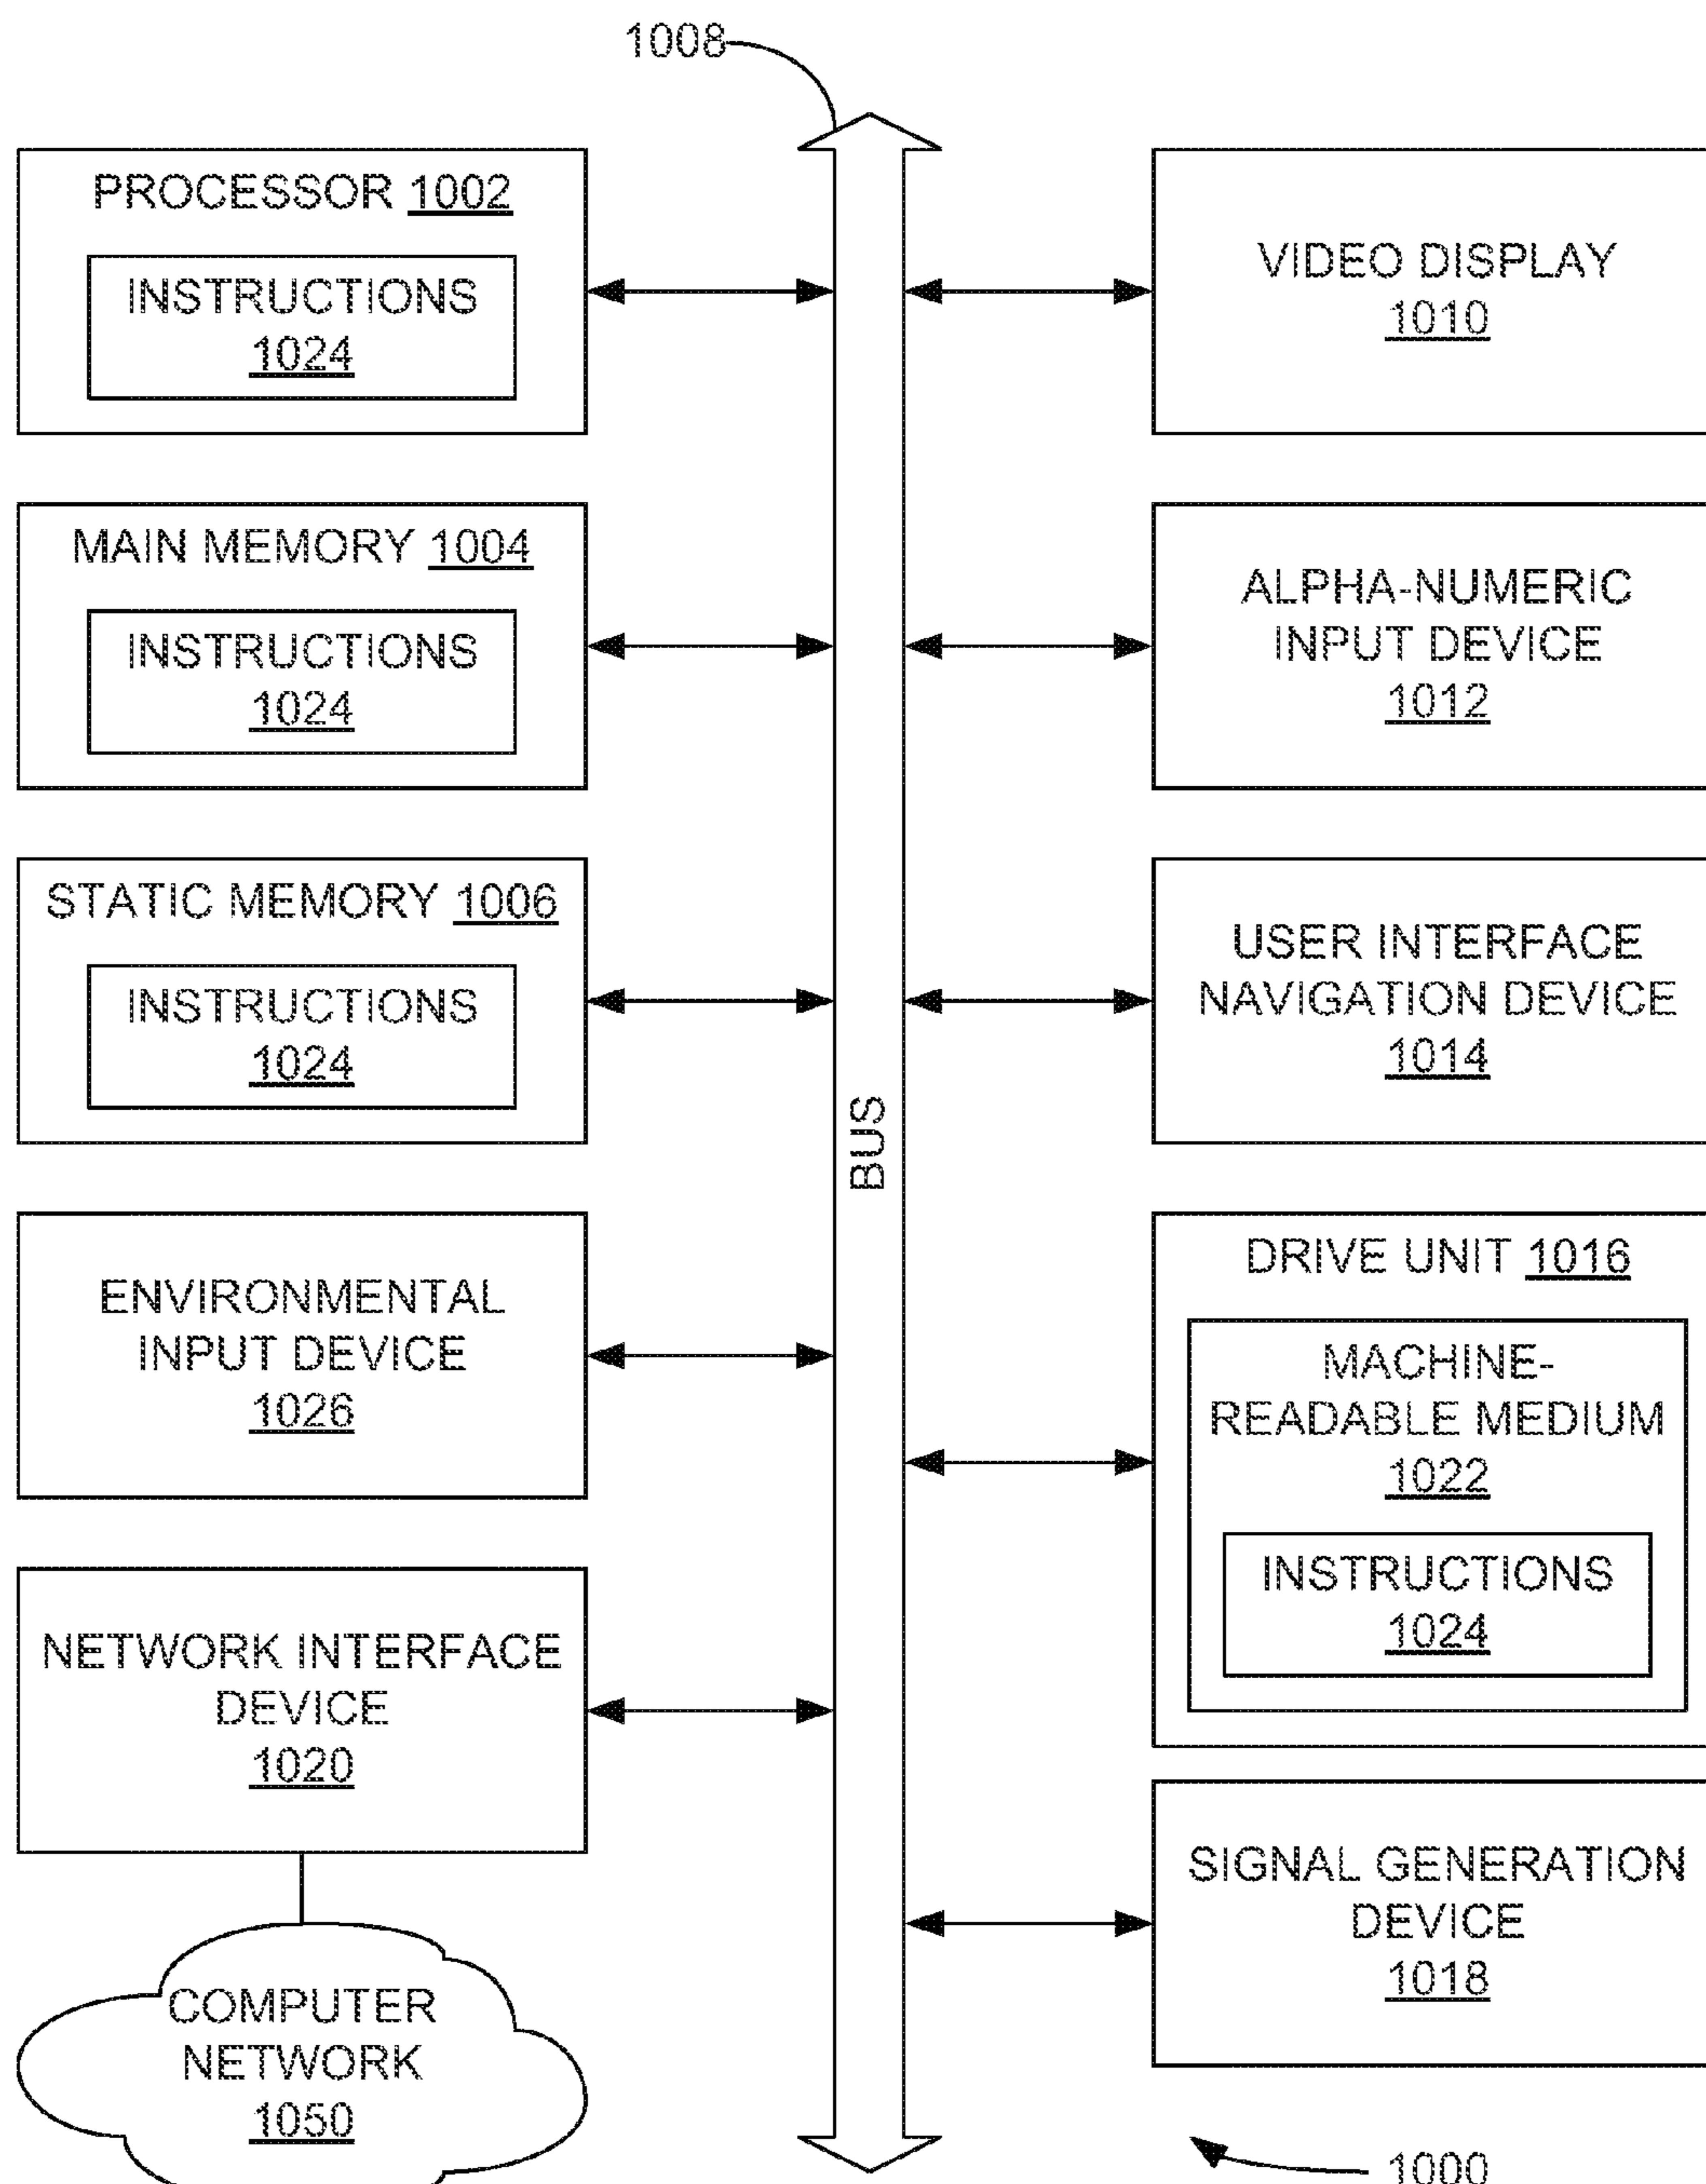 1008
PROCESSOR 1002
INSTRUCTIONS
1024
MAIN MEMORY 1004
INSTRUCTIONS
1024
STATIC MEMORY 1006
INSTRUCTIONS
1024
ENVIRONMENTAL
INPUT DEVICE
1026
NETWORK INTERFACE
DEVICE
1020
COMPUTER
NETWORK
1050
BUS
VIDEO DISPLAY
1010
ALPHA-NUMERIC
INPUT DEVICE
1012
USER INTERFACE
NAVIGATION DEVICE
1014
DRIVE UNIT 1016
MACHINE-
READABLE MEDIUM
1022
INSTRUCTIONS
1024
SIGNAL GENERATION
DEVICE
1018
1000